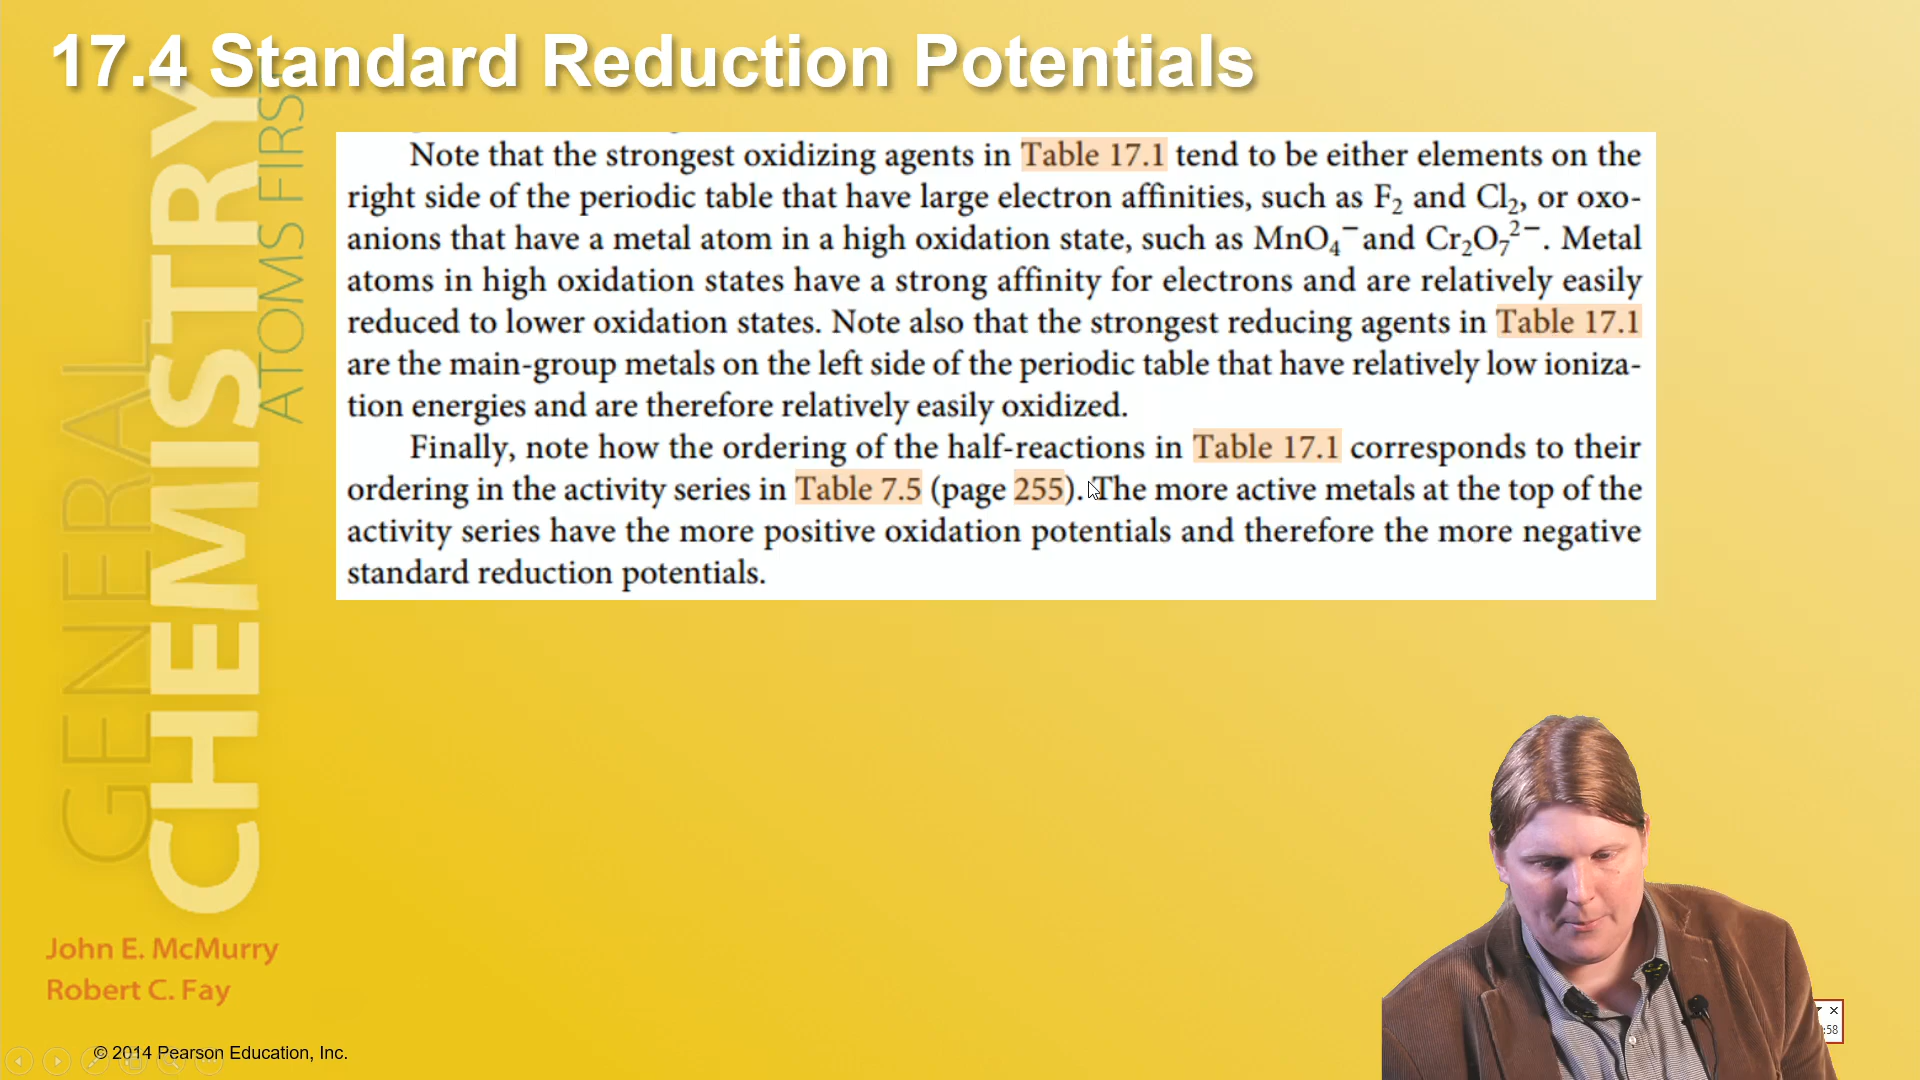 17.4 Standard Reduction Potentials
Note that the strongest oxidizing agents in Table 17.1 tend to be either elements on the
right side of the periodic table that have large electron affinities, such as F₂ and Cl₂, or oxo-
anions that have a metal atom in a high oxidation state, such as MnO₄⁻ and Cr₂O₇²⁻. Metal
atoms in high oxidation states have a strong affinity for electrons and are relatively easily
reduced to lower oxidation states. Note also that the strongest reducing agents in Table 17.1
are the main-group metals on the left side of the periodic table that have relatively low ioniza-
tion energies and are therefore relatively easily oxidized.
Finally, note how the ordering of the half-reactions in Table 17.1 corresponds to their
ordering in the activity series in Table 7.5 (page 255). The more active metals at the top of the
activity series have the more positive oxidation potentials and therefore the more negative
standard reduction potentials.
GENERAL
CHEMISTRY
ATOMS FIRST
John E. McMurry
Robert C. Fay
© 2014 Pearson Education, Inc.
:58